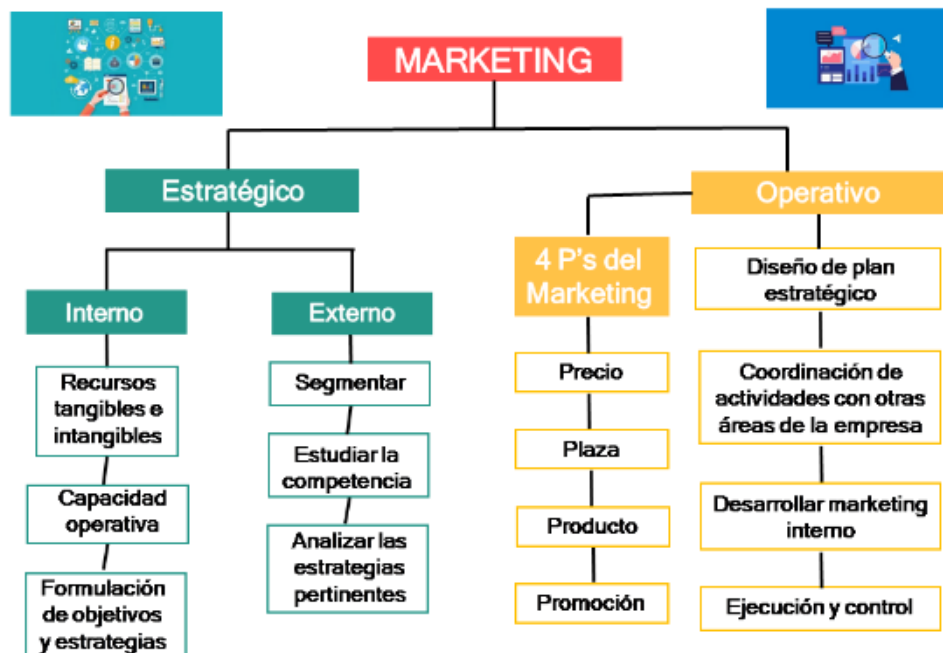 MARKETING
Estratégico
Operativo
Interno
Externo
4 P's del
Marketing
Diseño de plan
estratégico
Recursos
tangibles e
intangibles
Capacidad
operativa
Formulación
de objetivos
y estrategias
Segmentar
Estudiar la
competencia
Analizar las
estrategias
pertinentes
Precio
Plaza
Producto
Promoción
Coordinación de
actividades con otras
áreas de la empresa
Desarrollar marketing
interno
Ejecución y control